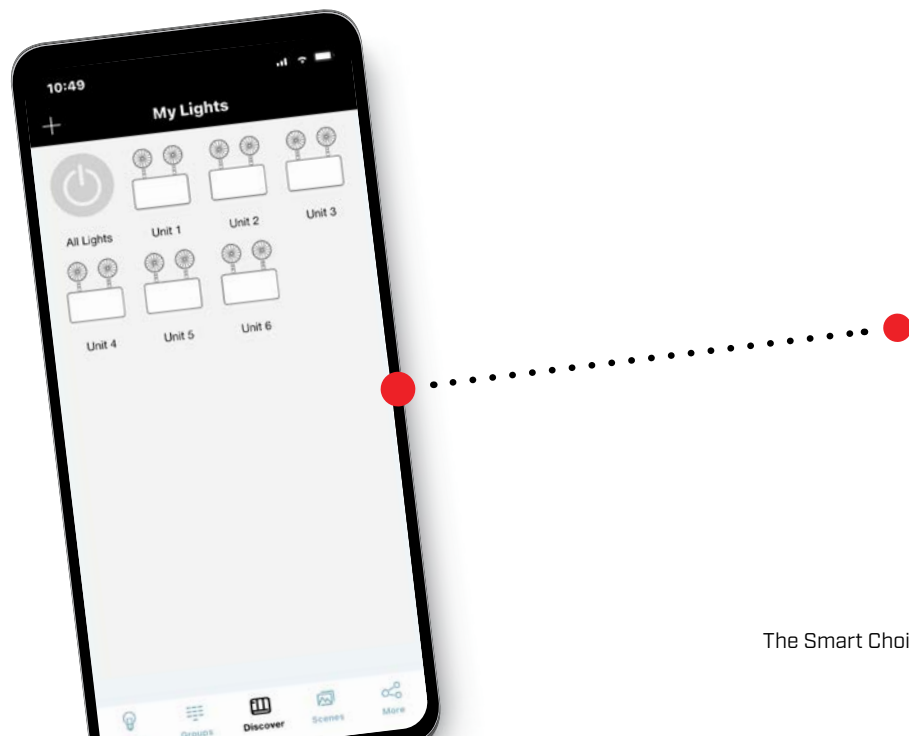 10:49
My Lights
All Lights
Unit 1
Unit 2
Unit 3
Unit 4
Unit 5
Unit 6
Groups
Discover
Scenes
More
The Smart Choi